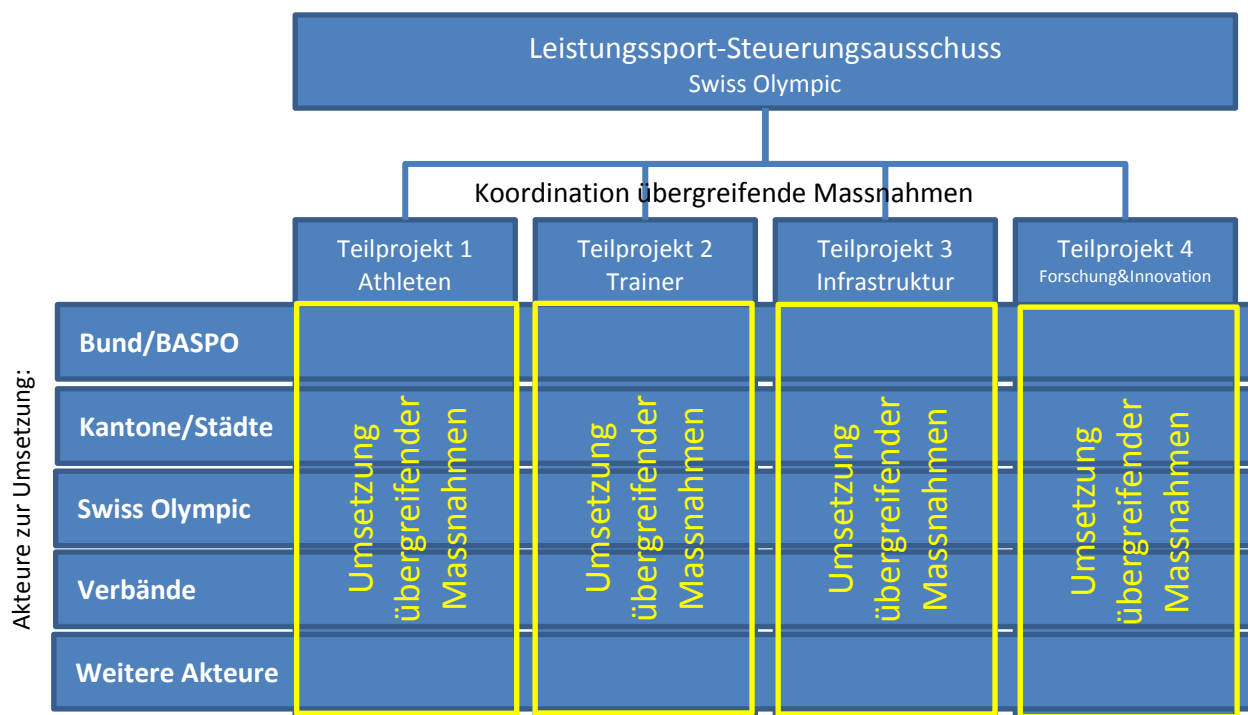 Leistungssport-Steuerungsausschuss
Swiss Olympic
Koordination übergreifende Massnahmen
Teilprojekt 1
Athleten
Teilprojekt 2
Trainer
Teilprojekt 3
Infrastruktur
Teilprojekt 4
Forschung&Innovation
Akteure zur Umsetzung:
Bund/BASPO
Kantone/Städte
Swiss Olympic
Verbände
Weitere Akteure
Umsetzung
übergreifender
Massnahmen
Umsetzung
übergreifender
Massnahmen
Umsetzung
übergreifender
Massnahmen
Umsetzung
übergreifender
Massnahmen